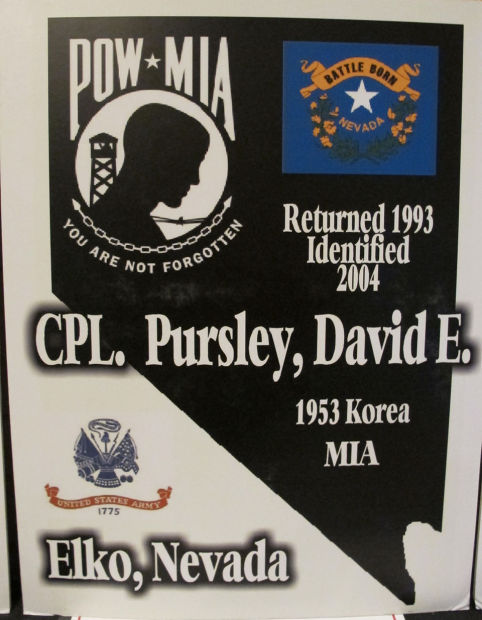 POW★MIA
YOU ARE NOT FORGOTTEN
BATTLE BORN
NEVADA
Returned 1993
Identified
2004
CPL. Pursley, David E.
1953 Korea
MIA
UNITED STATES ARMY
1775
Elko, Nevada